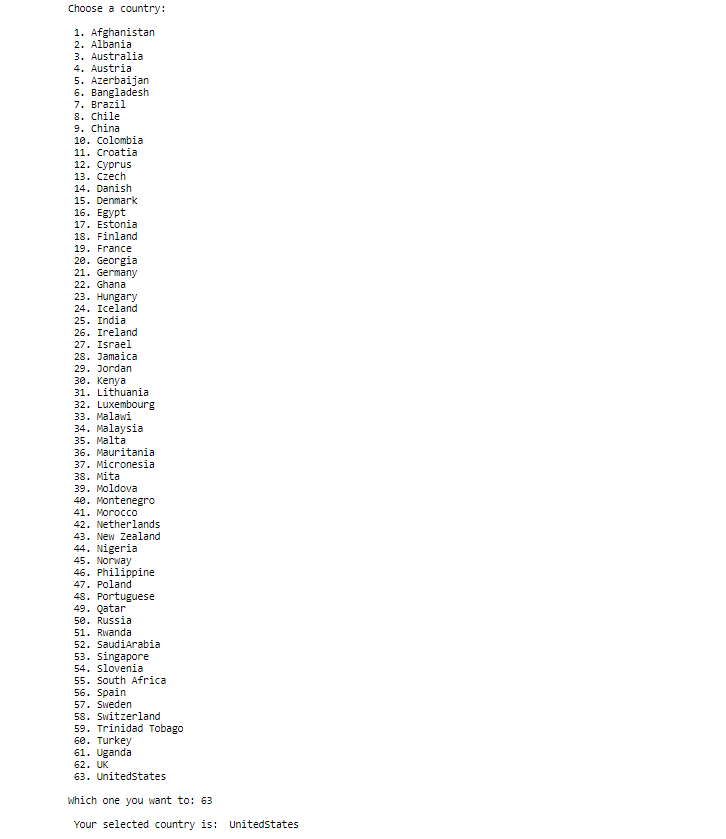 Choose a country:
1. Afghanistan
2. Albania
3. Australia
4. Austria
5. Azerbaijan
6. Bangladesh
7. Brazil
8. Chile
9. China
10. Colombia
11. Croatia
12. Cyprus
13. Czech
14. Danish
15. Denmark
16. Egypt
17. Estonia
18. Finland
19. France
20. Georgia
21. Germany
22. Ghana
23. Hungary
24. Iceland
25. India
26. Ireland
27. Israel
28. Jamaica
29. Jordan
30. Kenya
31. Lithuania
32. Luxembourg
33. Malawi
34. Malaysia
35. Malta
36. Mauritania
37. Micronesia
38. Mita
39. Moldova
40. Montenegro
41. Morocco
42. Netherlands
43. New Zealand
44. Nigeria
45. Norway
46. Philippine
47. Poland
48. Portuguese
49. Qatar
50. Russia
51. Rwanda
52. SaudiArabia
53. Singapore
54. Slovenia
55. South Africa
56. Spain
57. Sweden
58. Switzerland
59. Trinidad Tobago
60. Turkey
61. Uganda
62. UK
63. UnitedStates
Which one you want to: 63
Your selected country is:  UnitedStates